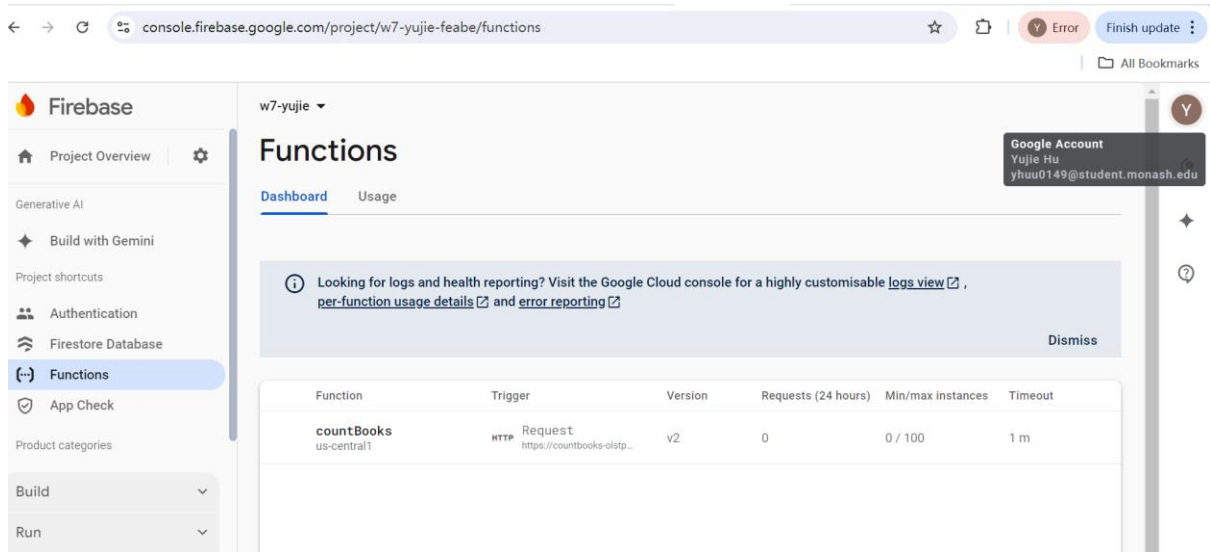 console.firebase.google.com/project/w7-yujie-feabe/functions
Y
Error
Finish update
All Bookmarks
Firebase
w7-yujie
Y
Project Overview
Functions
Google Account
Yujie Hu
yhuu0149@student.monash.edu
Generative AI
Dashboard
Usage
Build with Gemini
Project shortcuts
Looking for logs and health reporting? Visit the Google Cloud console for a highly customisable logs view ,
per-function usage details and error reporting
Authentication
Firestore Database
Dismiss
Functions
App Check
Function
Trigger
Version
Requests (24 hours)
Min/max instances
Timeout
countBooks
us-central1
HTTP
Request
https://countbooks-olstp...
v2
0
0 / 100
1 m
Product categories
Build
Run